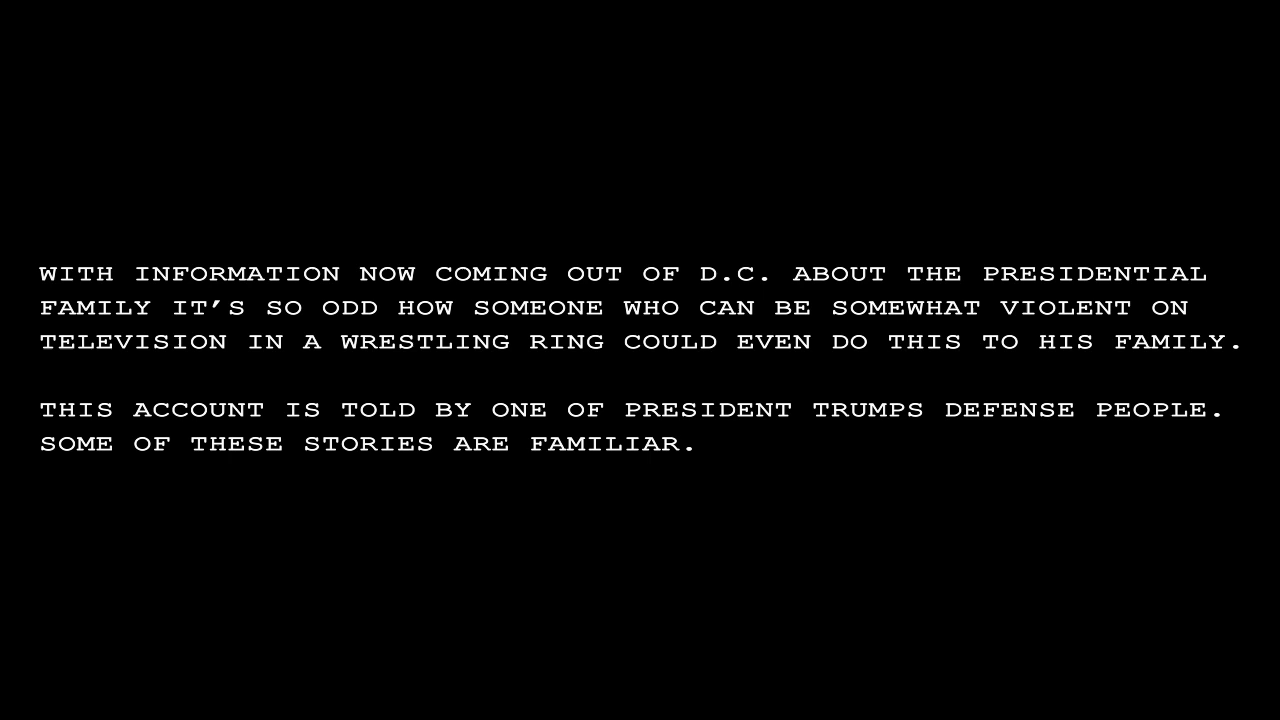 WITH INFORMATION NOW COMING OUT OF D.C. ABOUT THE PRESIDENTIAL
FAMILY IT’S SO ODD HOW SOMEONE WHO CAN BE SOMEWHAT VIOLENT ON
TELEVISION IN A WRESTLING RING COULD EVEN DO THIS TO HIS FAMILY.
THIS ACCOUNT IS TOLD BY ONE OF PRESIDENT TRUMPS DEFENSE PEOPLE.
SOME OF THESE STORIES ARE FAMILIAR.